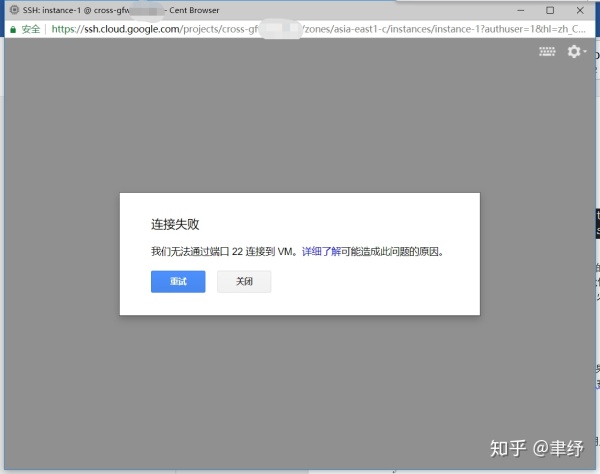 SSH: instance-1 @ cross-gfw - Cent Browser
安全 https://ssh.cloud.google.com/projects/cross-gf /zones/asia-east1-c/instances/instance-1?authuser=1&hl=zh_C...
连接失败
我们无法通过端口 22 连接到 VM。详细了解可能造成此问题的原因。
重试 关闭
知乎 @聿纾